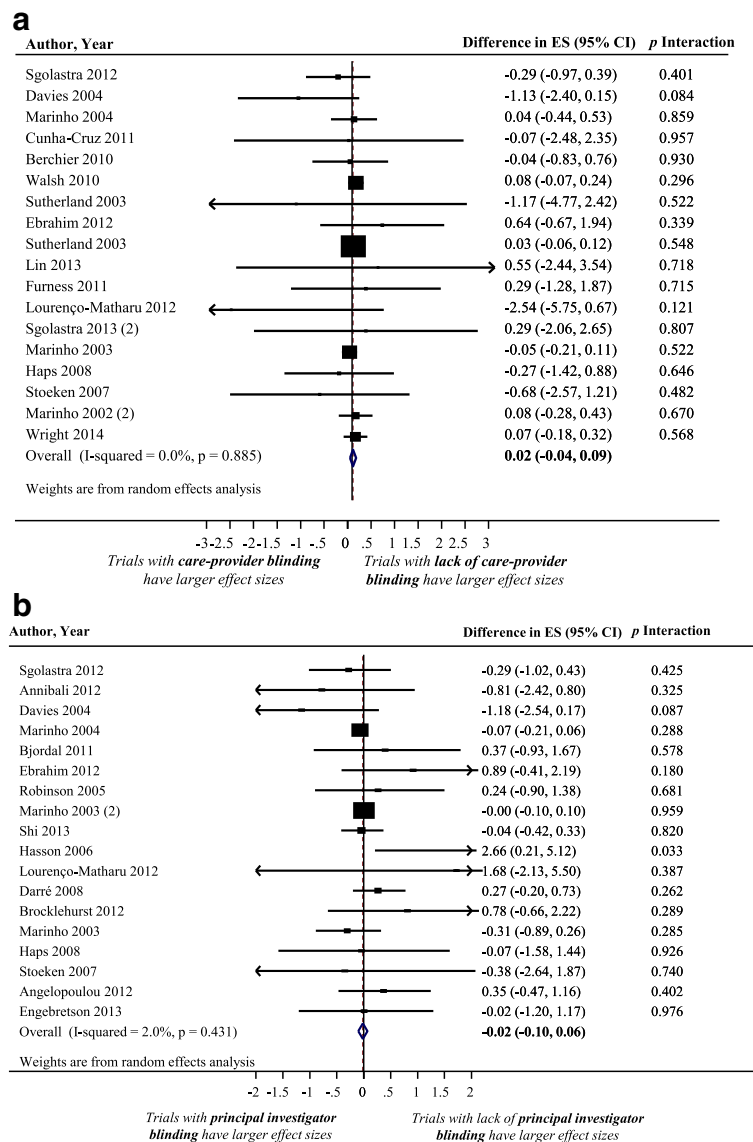 a
Author, Year Difference in ES (95% CI) p Interaction
Sgolastra 2012 -0.29 (-0.97, 0.39) 0.401
Davies 2004 -1.13 (-2.40, 0.15) 0.084
Marinho 2004 0.04 (-0.44, 0.53) 0.859
Cunha-Cruz 2011 -0.07 (-2.48, 2.35) 0.957
Berchier 2010 -0.04 (-0.83, 0.76) 0.930
Walsh 2010 0.08 (-0.07, 0.24) 0.296
Sutherland 2003 -1.17 (-4.77, 2.42) 0.522
Ebrahim 2012 0.64 (-0.67, 1.94) 0.339
Sutherland 2003 0.03 (-0.06, 0.12) 0.548
Lin 2013 0.55 (-2.44, 3.54) 0.718
Furness 2011 0.29 (-1.28, 1.87) 0.715
Lourenço-Matharu 2012 -2.54 (-5.75, 0.67) 0.121
Sgolastra 2013 (2) 0.29 (-2.06, 2.65) 0.807
Marinho 2003 -0.05 (-0.21, 0.11) 0.522
Haps 2008 -0.27 (-1.42, 0.88) 0.646
Stoeken 2007 -0.68 (-2.57, 1.21) 0.482
Marinho 2002 (2) 0.08 (-0.28, 0.43) 0.670
Wright 2014 0.07 (-0.18, 0.32) 0.568
Overall (I-squared = 0.0%, p = 0.885) 0.02 (-0.04, 0.09)
Weights are from random effects analysis
-3 -2.5 -2 -1.5 -1 -.5 0 .5 1 1.5 2 2.5 3
Trials with care-provider blinding Trials with lack of care-provider
have larger effect sizes blinding have larger effect sizes
b
Author, Year Difference in ES (95% CI) p Interaction
Sgolastra 2012 -0.29 (-1.02, 0.43) 0.425
Annibali 2012 -0.81 (-2.42, 0.80) 0.325
Davies 2004 -1.18 (-2.54, 0.17) 0.087
Marinho 2004 -0.07 (-0.21, 0.06) 0.288
Bjordal 2011 0.37 (-0.93, 1.67) 0.578
Ebrahim 2012 0.89 (-0.41, 2.19) 0.180
Robinson 2005 0.24 (-0.90, 1.38) 0.681
Marinho 2003 (2) -0.00 (-0.10, 0.10) 0.959
Shi 2013 -0.04 (-0.42, 0.33) 0.820
Hasson 2006 2.66 (0.21, 5.12) 0.033
Lourenço-Matharu 2012 1.68 (-2.13, 5.50) 0.387
Darré 2008 0.27 (-0.20, 0.73) 0.262
Brocklehurst 2012 0.78 (-0.66, 2.22) 0.289
Marinho 2003 -0.31 (-0.89, 0.26) 0.285
Haps 2008 -0.07 (-1.58, 1.44) 0.926
Stoeken 2007 -0.38 (-2.64, 1.87) 0.740
Angelopoulou 2012 0.35 (-0.47, 1.16) 0.402
Engebretson 2013 -0.02 (-1.20, 1.17) 0.976
Overall (I-squared = 2.0%, p = 0.431) -0.02 (-0.10, 0.06)
Weights are from random effects analysis
-2 -1.5 -1 -.5 0 .5 1 1.5 2
Trials with principal investigator Trials with lack of principal investigator
blinding have larger effect sizes blinding have larger effect sizes